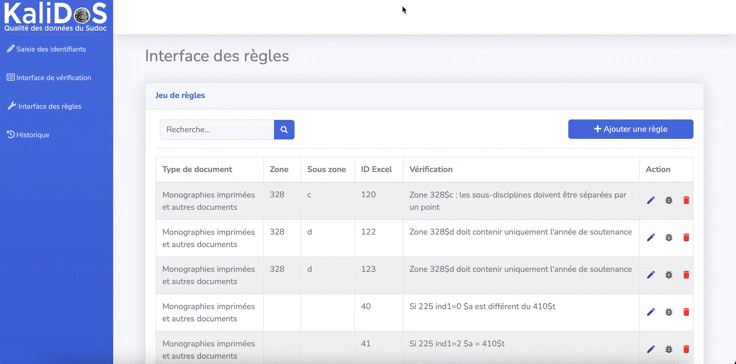 KaliDoS
Qualité des données du Sudoc
Saisie des identifiants
Interface de vérification
Interface des règles
Historique
Interface des règles
Jeu de règles
Recherche...
Ajouter une règle
Type de document Zone Sous zone ID Excel Vérification Action
Monographies imprimées 328 c 120 Zone 328$c : les sous-disciplines doivent être séparées par
et autres documents un point
Monographies imprimées 328 d 122 Zone 328$d doit contenir uniquement l'année de soutenance
et autres documents
Monographies imprimées 328 d 123 Zone 328$d doit contenir uniquement l'année de soutenance
et autres documents
Monographies imprimées 40 Si 225 ind1=0 $a est différent du 410$t
et autres documents
Monographies imprimées 41 Si 225 ind1=2 $a = 410$t
et autres documents